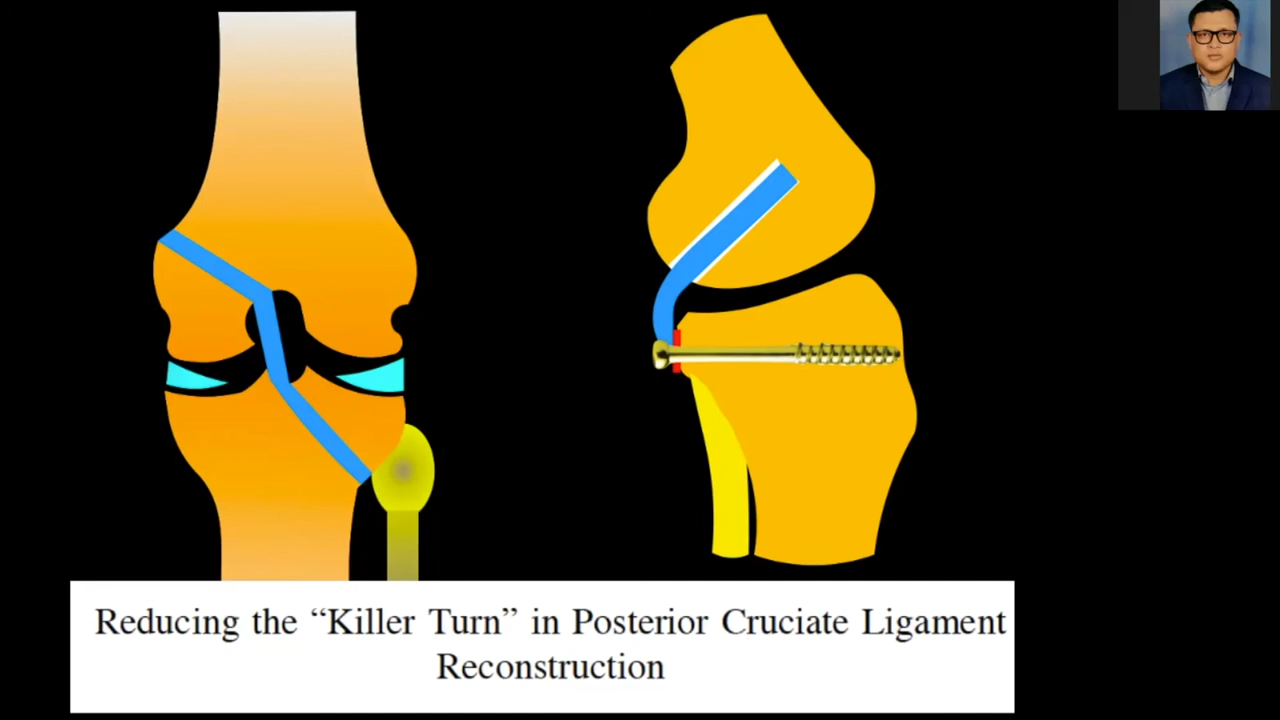 Reducing the “Killer Turn” in Posterior Cruciate Ligament
Reconstruction